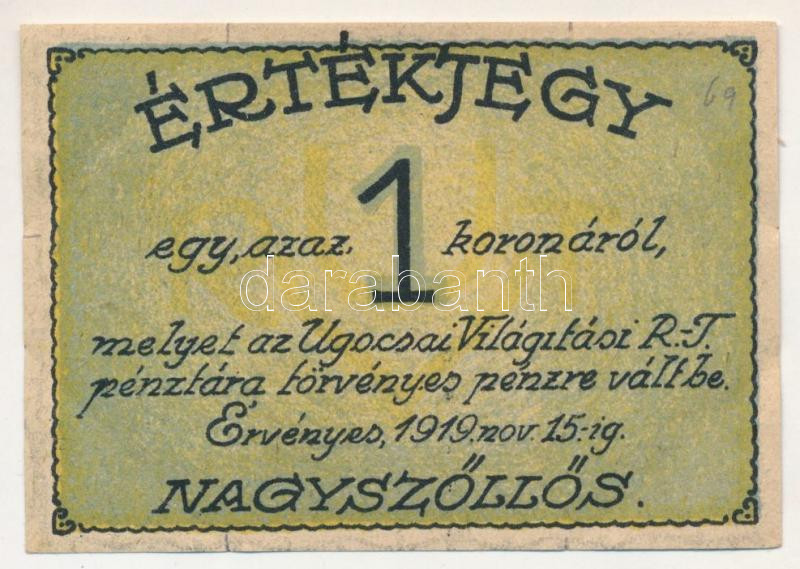 ÉRTÉKJEGY
69
egy, azaz 1 koronáról,
darabanth
melyet az Ugocsai Világítási R.-T.
pénztára törvényes pénzre vált be.
Érvényes, 1919. nov. 15.-ig.
NAGYSZŐLLŐS.